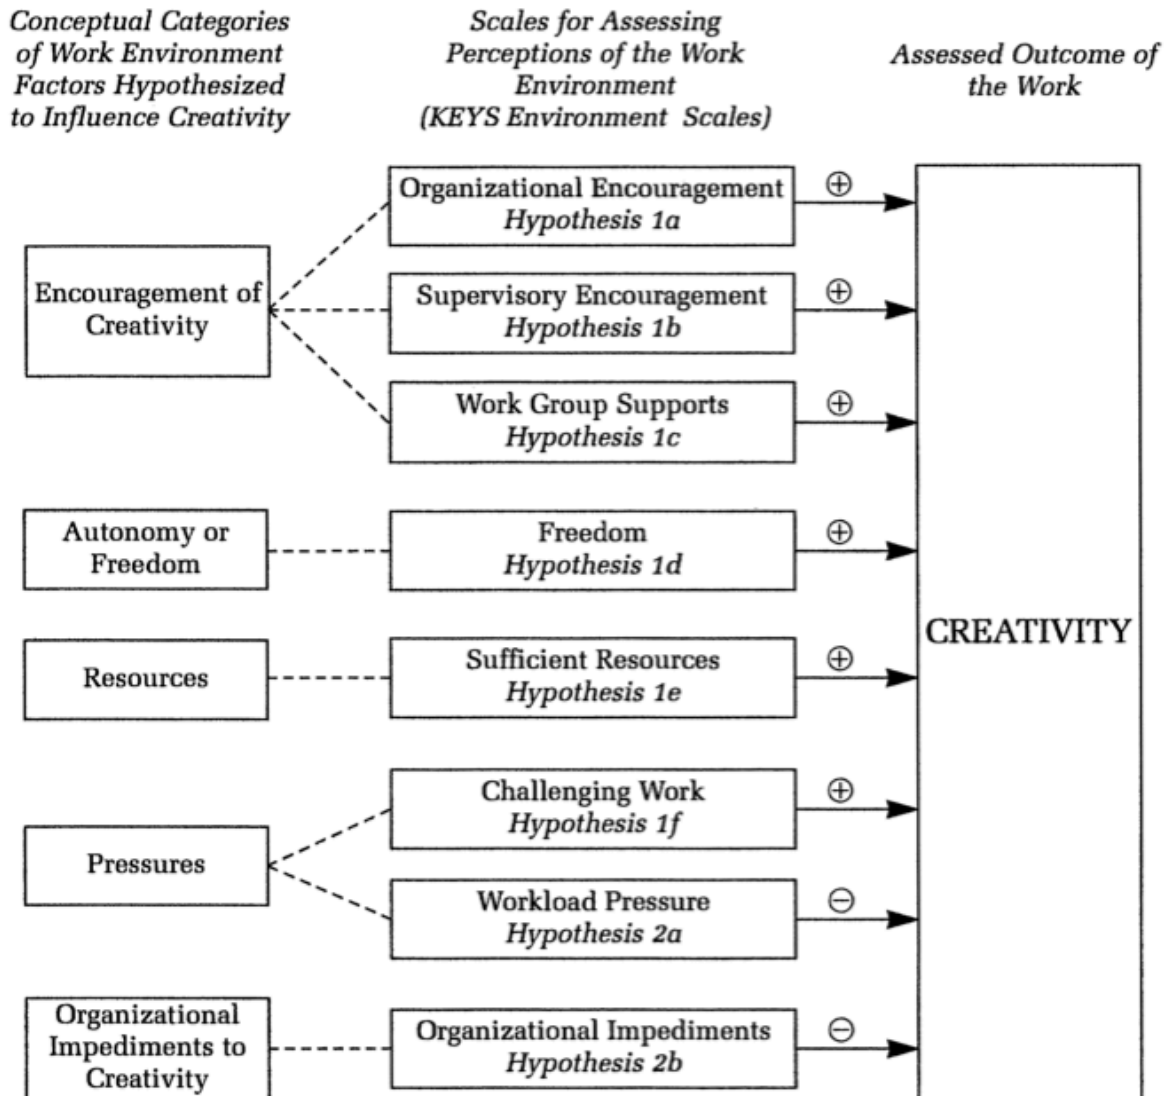 Conceptual Categories
of Work Environment
Factors Hypothesized
to Influence Creativity
Scales for Assessing
Perceptions of the Work
Environment
(KEYS Environment Scales)
Assessed Outcome of
the Work
Encouragement of
Creativity
Organizational Encouragement
Hypothesis 1a
⊕
Supervisory Encouragement
Hypothesis 1b
⊕
Work Group Supports
Hypothesis 1c
⊕
Autonomy or
Freedom
Freedom
Hypothesis 1d
⊕
Resources
Sufficient Resources
Hypothesis 1e
⊕
Pressures
Challenging Work
Hypothesis 1f
⊕
Workload Pressure
Hypothesis 2a
⊖
Organizational
Impediments to
Creativity
Organizational Impediments
Hypothesis 2b
⊖
CREATIVITY